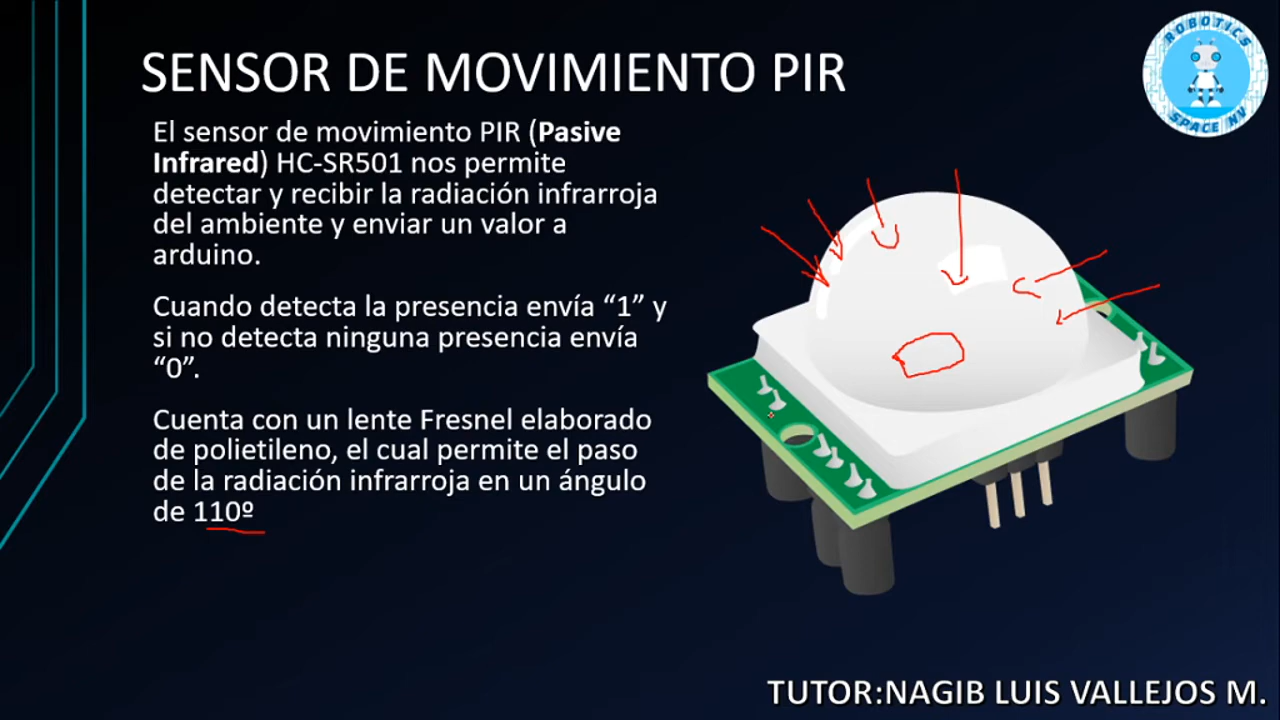 SENSOR DE MOVIMIENTO PIR
El sensor de movimiento PIR (Pasive
Infrared) HC-SR501 nos permite
detectar y recibir la radiación infrarroja
del ambiente y enviar un valor a
arduino.
Cuando detecta la presencia envía “1” y
si no detecta ninguna presencia envía
“0”.
Cuenta con un lente Fresnel elaborado
de polietileno, el cual permite el paso
de la radiación infrarroja en un ángulo
de 110º
ROBOTICS
SPACE NV
TUTOR:NAGIB LUIS VALLEJOS M.